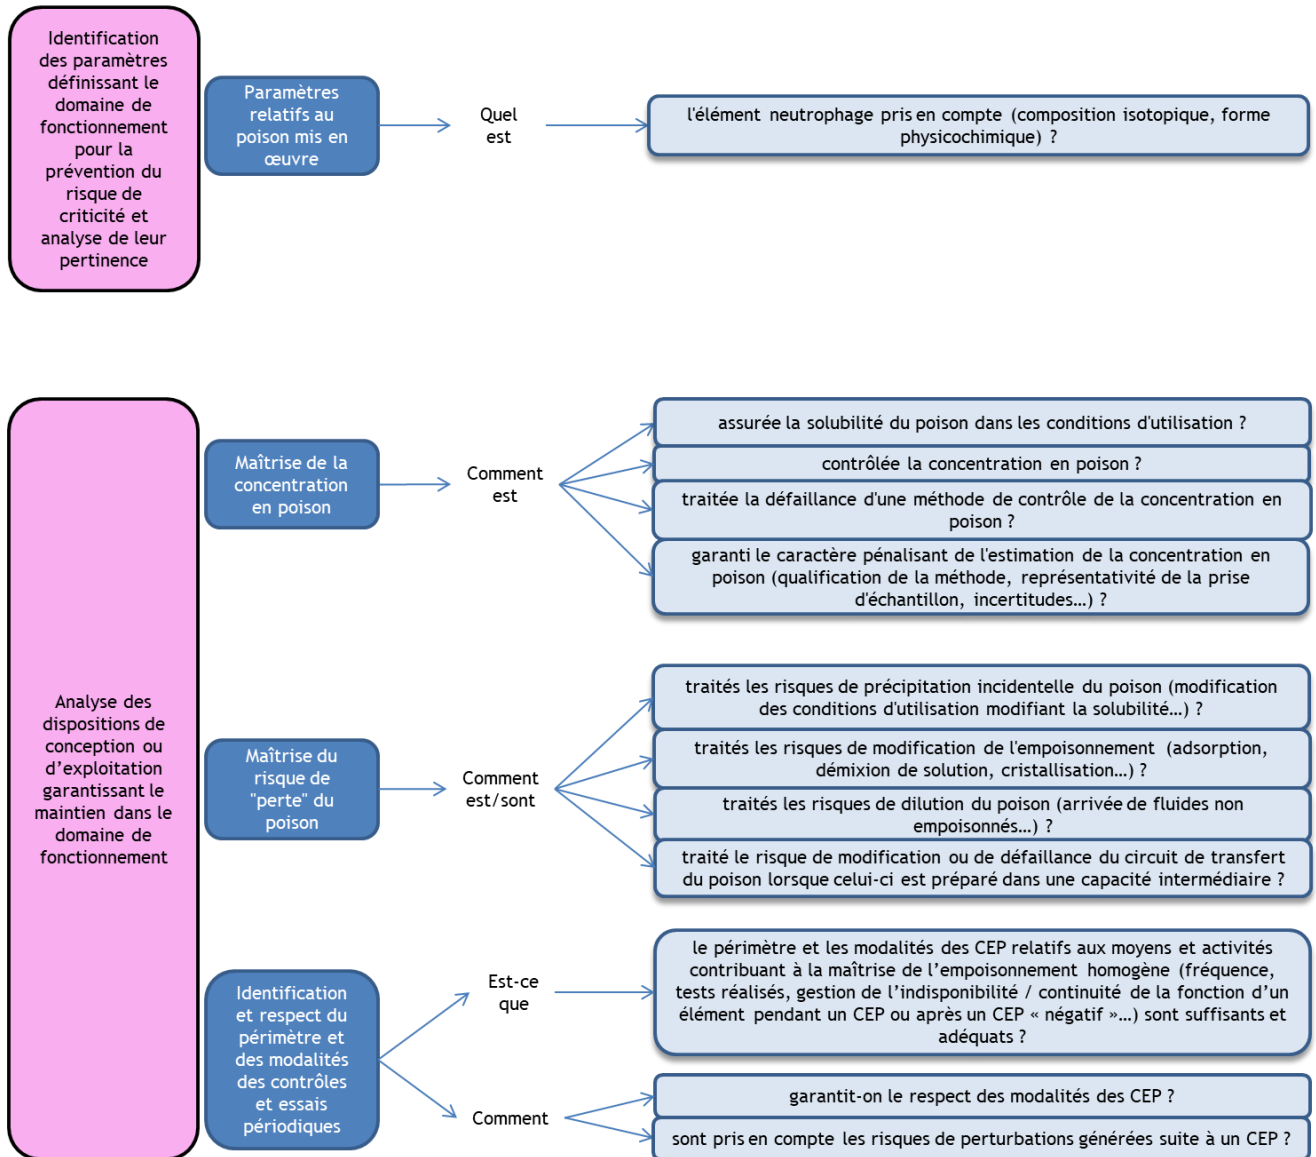 Identification
des paramètres
définissant le
domaine de
fonctionnement
pour la
prévention du
risque de
criticité et
analyse de leur
pertinence
Paramètres
relatifs au
poison mis en
œuvre
Quel
est
l'élément neutrophage pris en compte (composition isotopique, forme
physicochimique) ?
Analyse des
dispositions de
conception ou
d’exploitation
garantissant le
maintien dans le
domaine de
fonctionnement
Maîtrise de la
concentration
en poison
Comment
est
assurée la solubilité du poison dans les conditions d'utilisation ?
contrôlée la concentration en poison ?
traitée la défaillance d'une méthode de contrôle de la concentration en
poison ?
garanti le caractère pénalisant de l'estimation de la concentration en
poison (qualification de la méthode, représentativité de la prise
d'échantillon, incertitudes…) ?
Maîtrise du
risque de
"perte" du
poison
Comment
est/sont
traités les risques de précipitation incidentelle du poison (modification
des conditions d'utilisation modifiant la solubilité…) ?
traités les risques de modification de l'empoisonnement (adsorption,
démixion de solution, cristallisation…) ?
traités les risques de dilution du poison (arrivée de fluides non
empoisonnés…) ?
traité le risque de modification ou de défaillance du circuit de transfert
du poison lorsque celui-ci est préparé dans une capacité intermédiaire ?
Identification
et respect du
périmètre et
des modalités
des contrôles
et essais
périodiques
Est-ce
que
le périmètre et les modalités des CEP relatifs aux moyens et activités
contribuant à la maîtrise de l’empoisonnement homogène (fréquence,
tests réalisés, gestion de l’indisponibilité / continuité de la fonction d’un
élément pendant un CEP ou après un CEP « négatif »…) sont suffisants et
adéquats ?
Comment
garantit-on le respect des modalités des CEP ?
sont pris en compte les risques de perturbations générées suite à un CEP ?